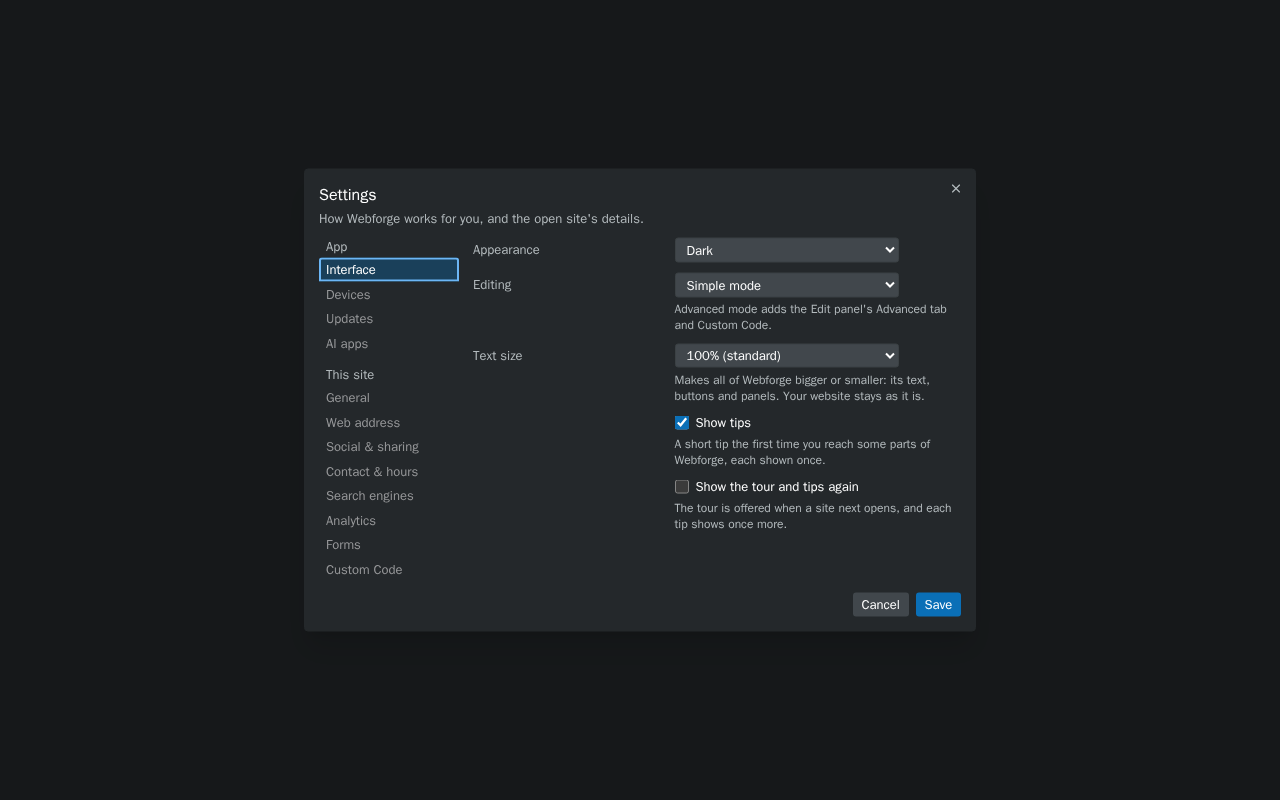 Settings
How Webforge works for you, and the open site's details.
App
Interface
Devices
Updates
AI apps
This site
General
Web address
Social & sharing
Contact & hours
Search engines
Analytics
Forms
Custom Code
Appearance
Dark
Editing
Simple mode
Advanced mode adds the Edit panel's Advanced tab
and Custom Code.
Text size
100% (standard)
Makes all of Webforge bigger or smaller: its text,
buttons and panels. Your website stays as it is.
Show tips
A short tip the first time you reach some parts of
Webforge, each shown once.
Show the tour and tips again
The tour is offered when a site next opens, and each
tip shows once more.
Cancel
Save